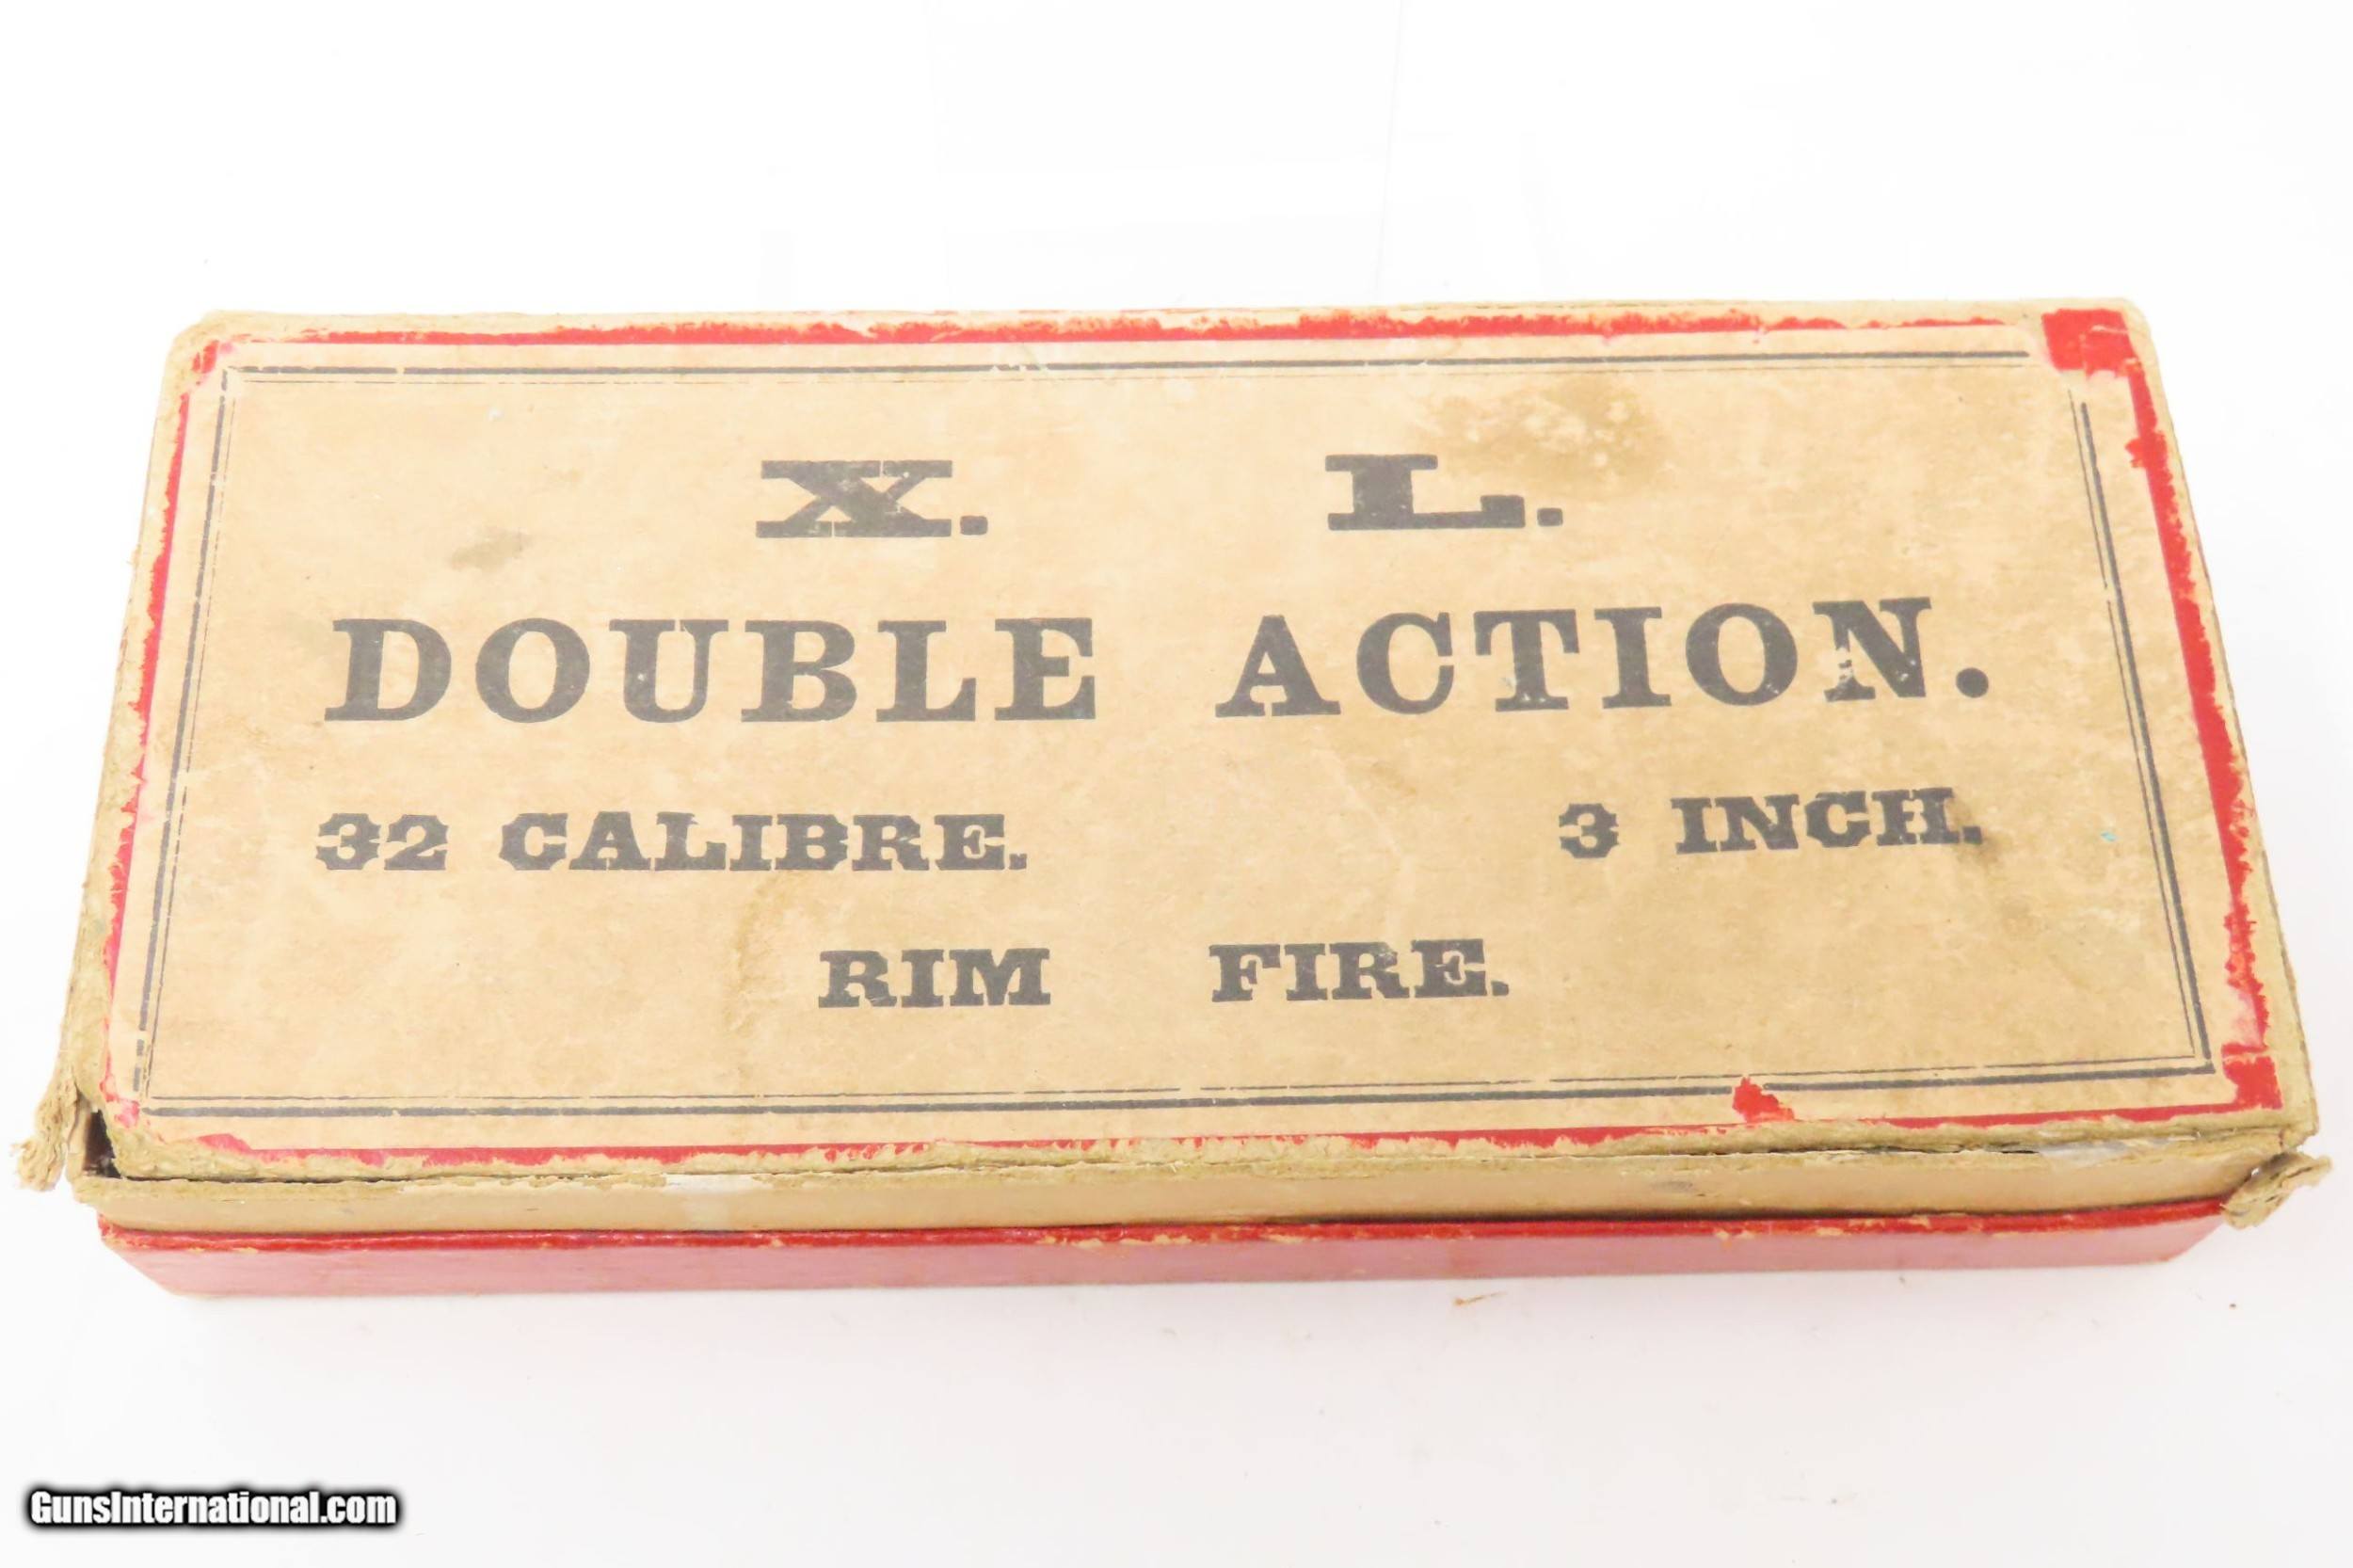 X. L.
DOUBLE ACTION.
32 CALIBRE. 3 INCH.
RIM FIRE.
GunsInternational.com